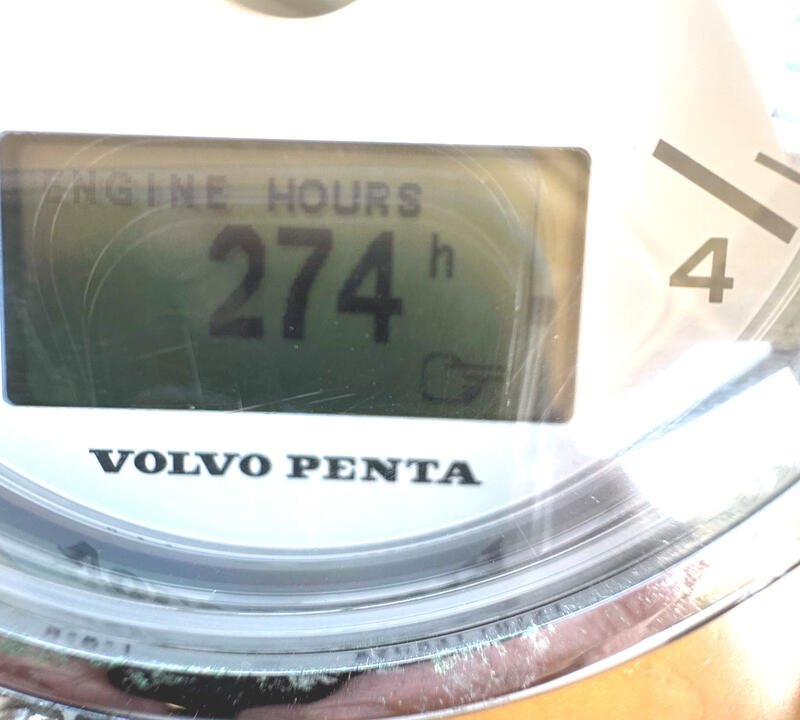 ENGINE HOURS
274 h
4
VOLVO PENTA